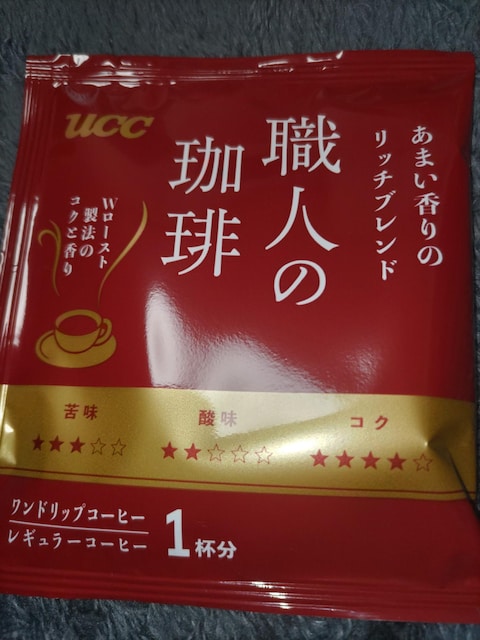 UCC
あまい香りの
リッチブレンド
職人の
珈琲
Wロースト
製法の
コクと香り
苦味
★★★☆☆
酸味
★★☆☆☆
コク
★★★★☆
ワンドリップコーヒー
レギュラーコーヒー
1杯分